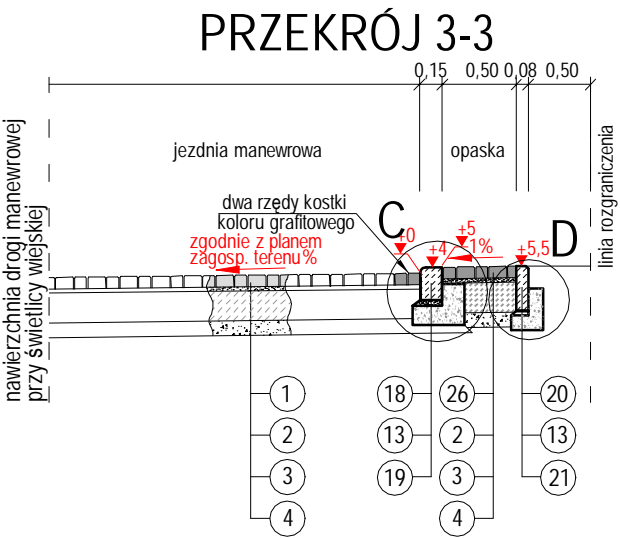 PRZEKRÓJ 3-3
0,15 0,50 0,08 0,50
jezdnia manewrowa
opaska
nawierzchnia drogi manewrowej
przy świetlicy wiejskiej
linia rozgraniczenia
dwa rzędy kostki
koloru grafitowego
zgodnie z planem
zagosp. terenu%
C
+0
+4
+5
-1%
+5,5
D
1
2
3
4
18
13
19
26
2
3
4
20
13
21